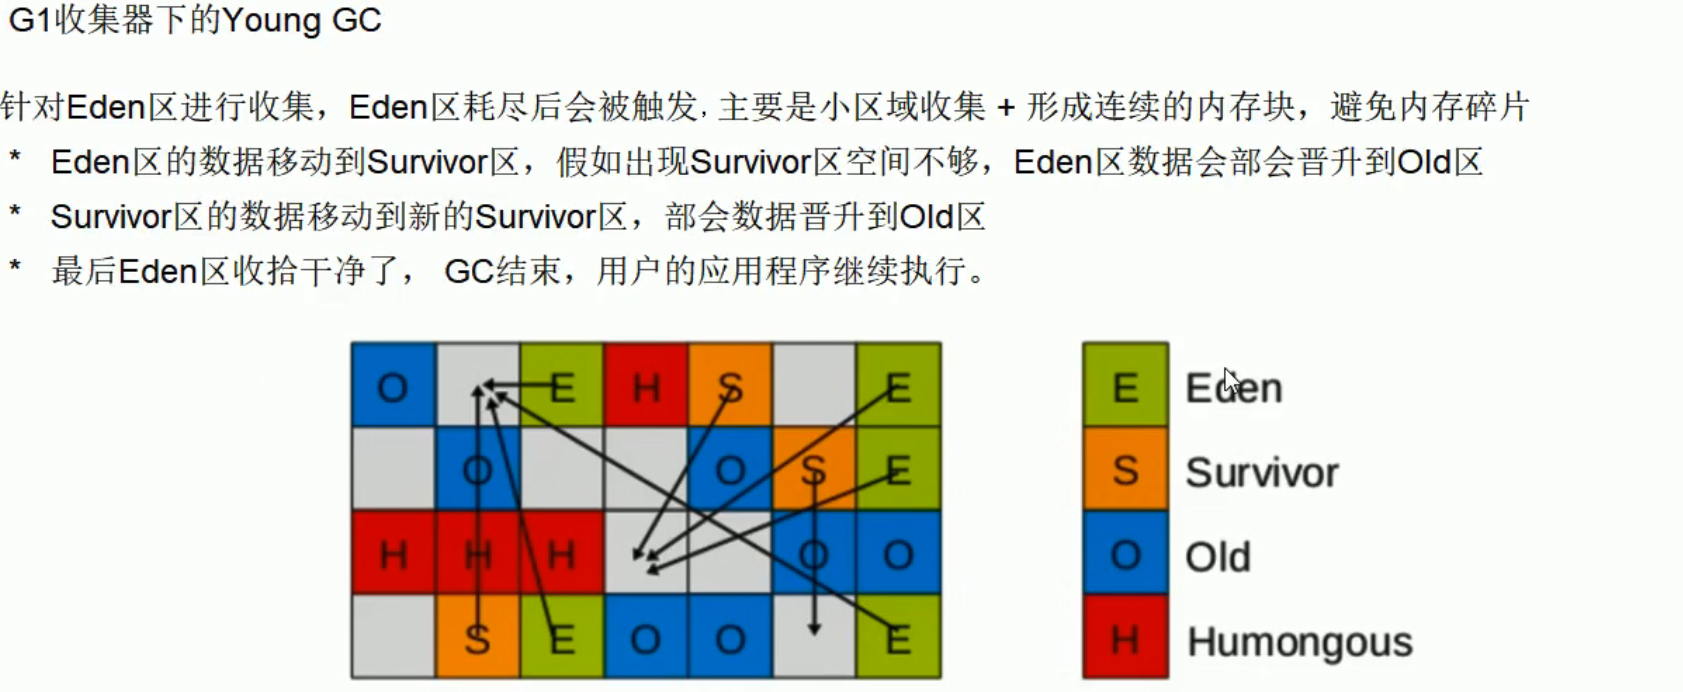 G1收集器下的Young GC
针对Eden区进行收集，Eden区耗尽后会被触发, 主要是小区域收集 + 形成连续的内存块，避免内存碎片
* Eden区的数据移动到Survivor区，假如出现Survivor区空间不够，Eden区数据会部会晋升到Old区
* Survivor区的数据移动到新的Survivor区，部会数据晋升到Old区
* 最后Eden区收拾干净了， GC结束，用户的应用程序继续执行。
O E H S E E Eden
O O S E S Survivor
H H H O O O Old
S E O O E H Humongous